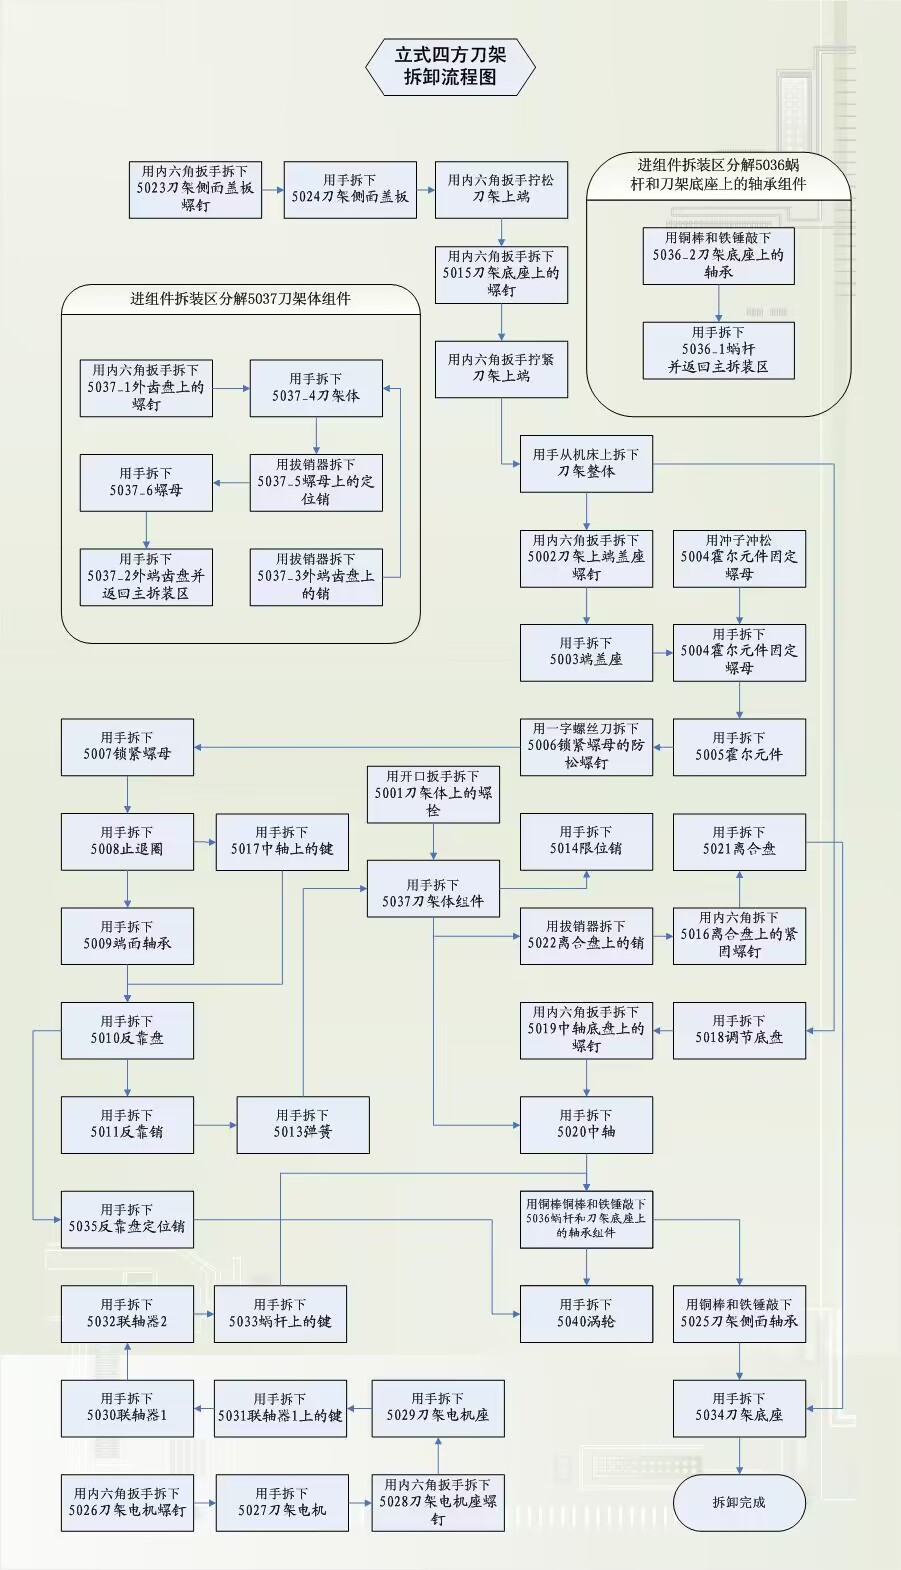 立式四方刀架
拆卸流程图
用内六角扳手拆下
5023刀架侧面盖板
螺钉
用手拆下
5024刀架侧面盖板
用内六角扳手拧松
刀架上端
进组件拆装区分解5036蜗
杆和刀架底座上的轴承组件
用铜棒和铁锤敲下
5036_2刀架底座上的
轴承
用手拆下
5036_1蜗杆
并返回主拆装区
用内六角扳手拆下
5015刀架底座上的
螺钉
用内六角扳手拧紧
刀架上端
进组件拆装区分解5037刀架体组件
用内六角扳手拆下
5037_1外齿盘上的
螺钉
用手拆下
5037_4刀架体
用手拆下
5037_6螺母
用拔销器拆下
5037_5螺母上的定
位销
用手拆下
5037_2外端齿盘并
返回主拆装区
用拔销器拆下
5037_3外端齿盘上
的销
用手从机床上拆下
刀架整体
用内六角扳手拆下
5002刀架上端盖座
螺钉
用冲子冲松
5004霍尔元件固定
螺母
用手拆下
5003端盖座
用手拆下
5004霍尔元件固定
螺母
用手拆下
5007锁紧螺母
用一字螺丝刀拆下
5006锁紧螺母的防
松螺钉
用手拆下
5005霍尔元件
用开口扳手拆下
5001刀架体上的螺
栓
用手拆下
5008止退圈
用手拆下
5017中轴上的键
用手拆下
5014限位销
用手拆下
5021离合盘
用手拆下
5037刀架体组件
用手拆下
5009端面轴承
用拔销器拆下
5022离合盘上的销
用内六角拆下
5016离合盘上的紧
固螺钉
用手拆下
5010反靠盘
用内六角扳手拆下
5019中轴底盘上的
螺钉
用手拆下
5018调节底盘
用手拆下
5011反靠销
用手拆下
5013弹簧
用手拆下
5020中轴
用手拆下
5035反靠盘定位销
用铜棒铜棒和铁锤敲下
5036蜗杆和刀架底座上
的轴承组件
用手拆下
5032联轴器2
用手拆下
5033蜗杆上的键
用手拆下
5040涡轮
用铜棒和铁锤敲下
5025刀架侧面轴承
用手拆下
5030联轴器1
用手拆下
5031联轴器1上的键
用手拆下
5029刀架电机座
用手拆下
5034刀架底座
用内六角扳手拆下
5026刀架电机螺钉
用手拆下
5027刀架电机
用内六角扳手拆下
5028刀架电机座螺
钉
拆卸完成